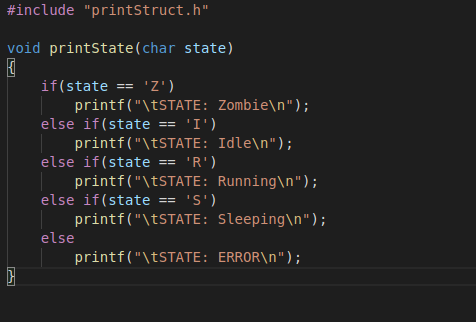 #include "printStruct.h"
void printState(char state)
{
    if(state == 'Z')
        printf("\tSTATE: Zombie\n");
    else if(state == 'I')
        printf("\tSTATE: Idle\n");
    else if(state == 'R')
        printf("\tSTATE: Running\n");
    else if(state == 'S')
        printf("\tSTATE: Sleeping\n");
    else
        printf("\tSTATE: ERROR\n");
}